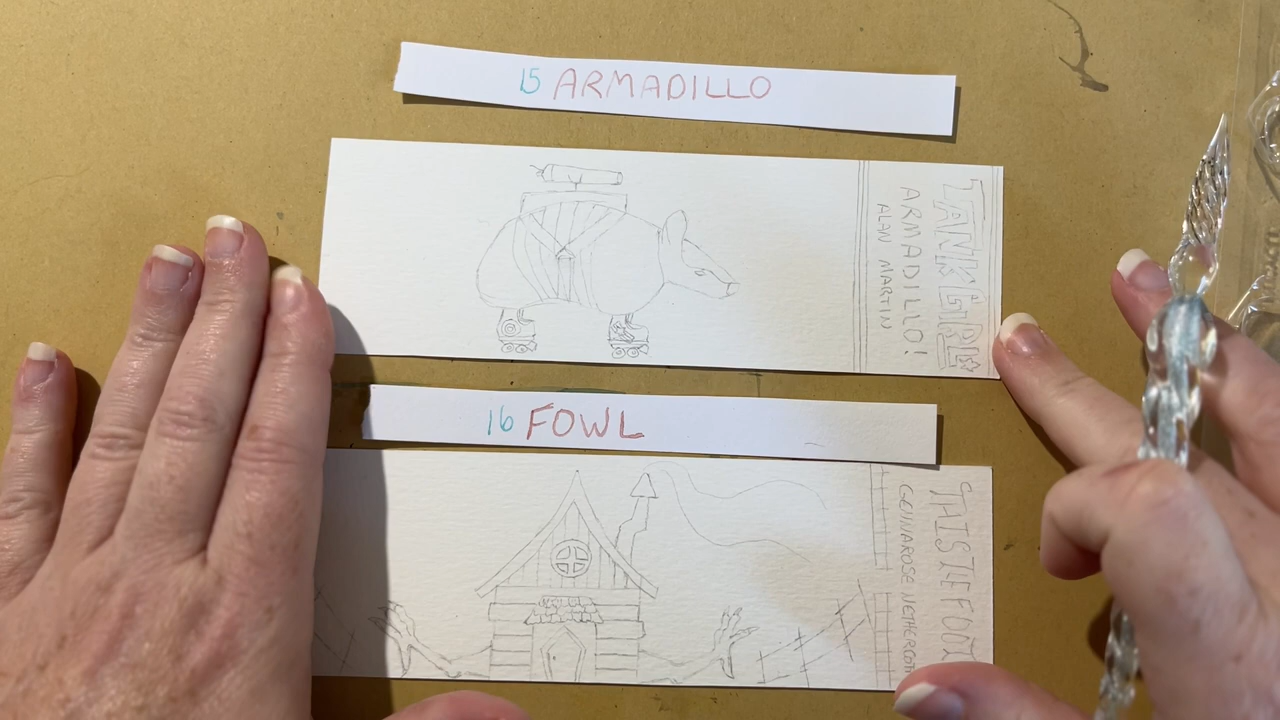 15 ARMADILLO
TANK GIRL
ARMADILLO!
ALAN MARTIN
16 FOWL
THISTLEFOOT
GENNAROSE NETHERCOTT